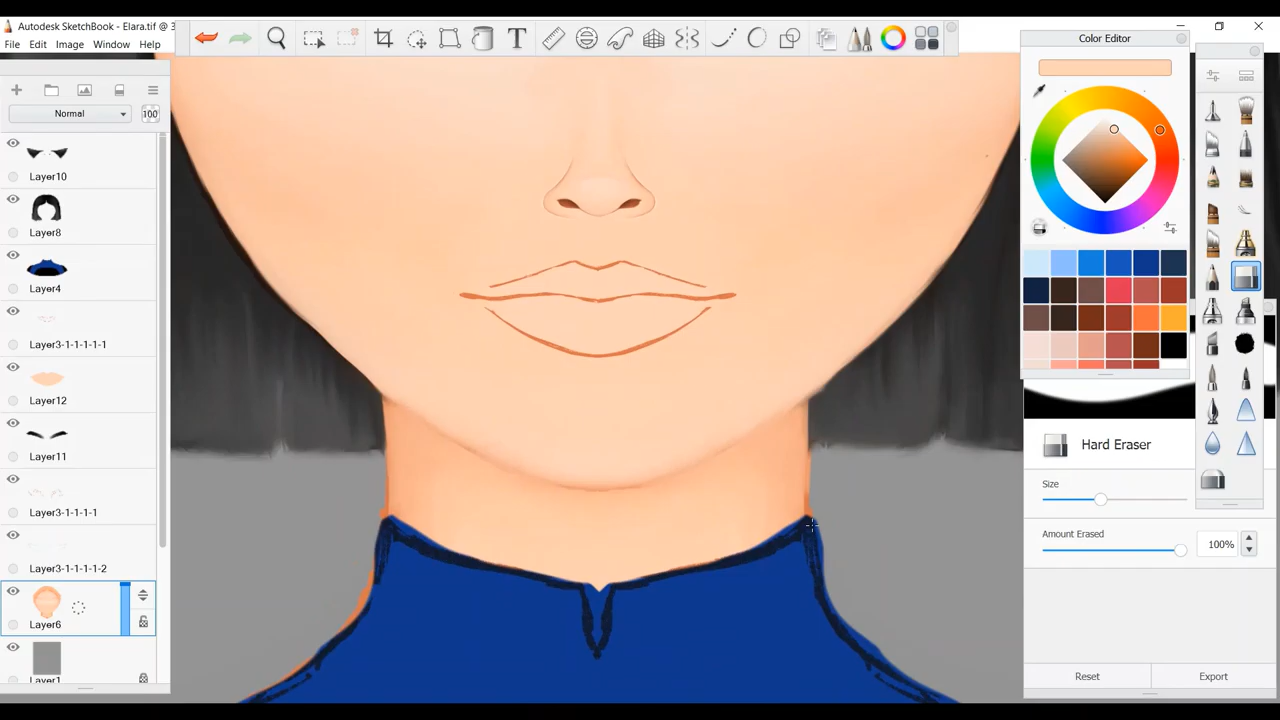 Autodesk SketchBook - Elara.tif @ 3
File Edit Image Window Help
T
Color Editor
Normal
100
Layer10
Layer8
Layer4
Layer3-1-1-1-1-1
Layer12
Layer11
Layer3-1-1-1-1
Layer3-1-1-1-1-2
Layer6
Layer1
Hard Eraser
Size
Amount Erased
100%
Reset
Export